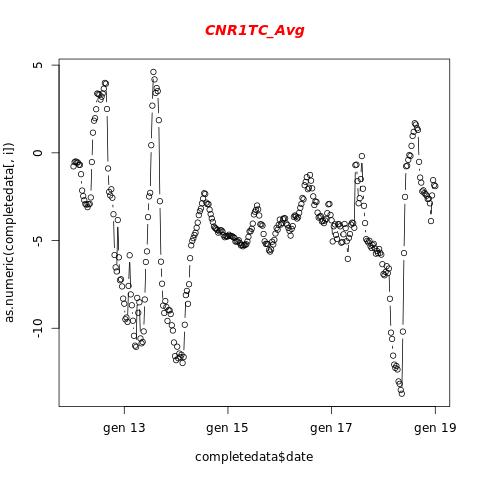 CNR1TC_Avg
as.numeric(completedata[, i])
5
0
-5
-10
gen 13
gen 15
gen 17
gen 19
completedata$date